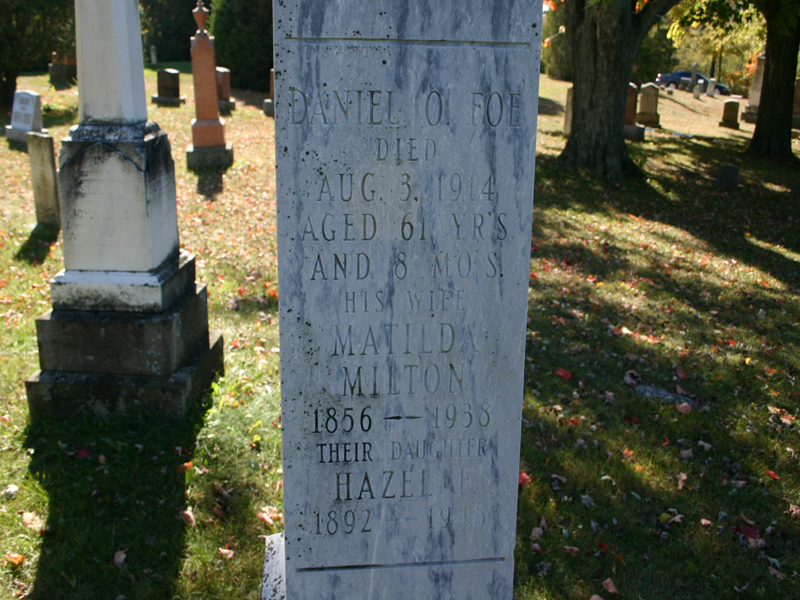 DANIEL O. FOE
DIED
AUG. 3, 1914
AGED 61 YR'S
AND 8 MO'S.
HIS WIFE
MATILDA
MILTON
1856 — 1938
THEIR DAUGHTER
HAZEL
1892 —